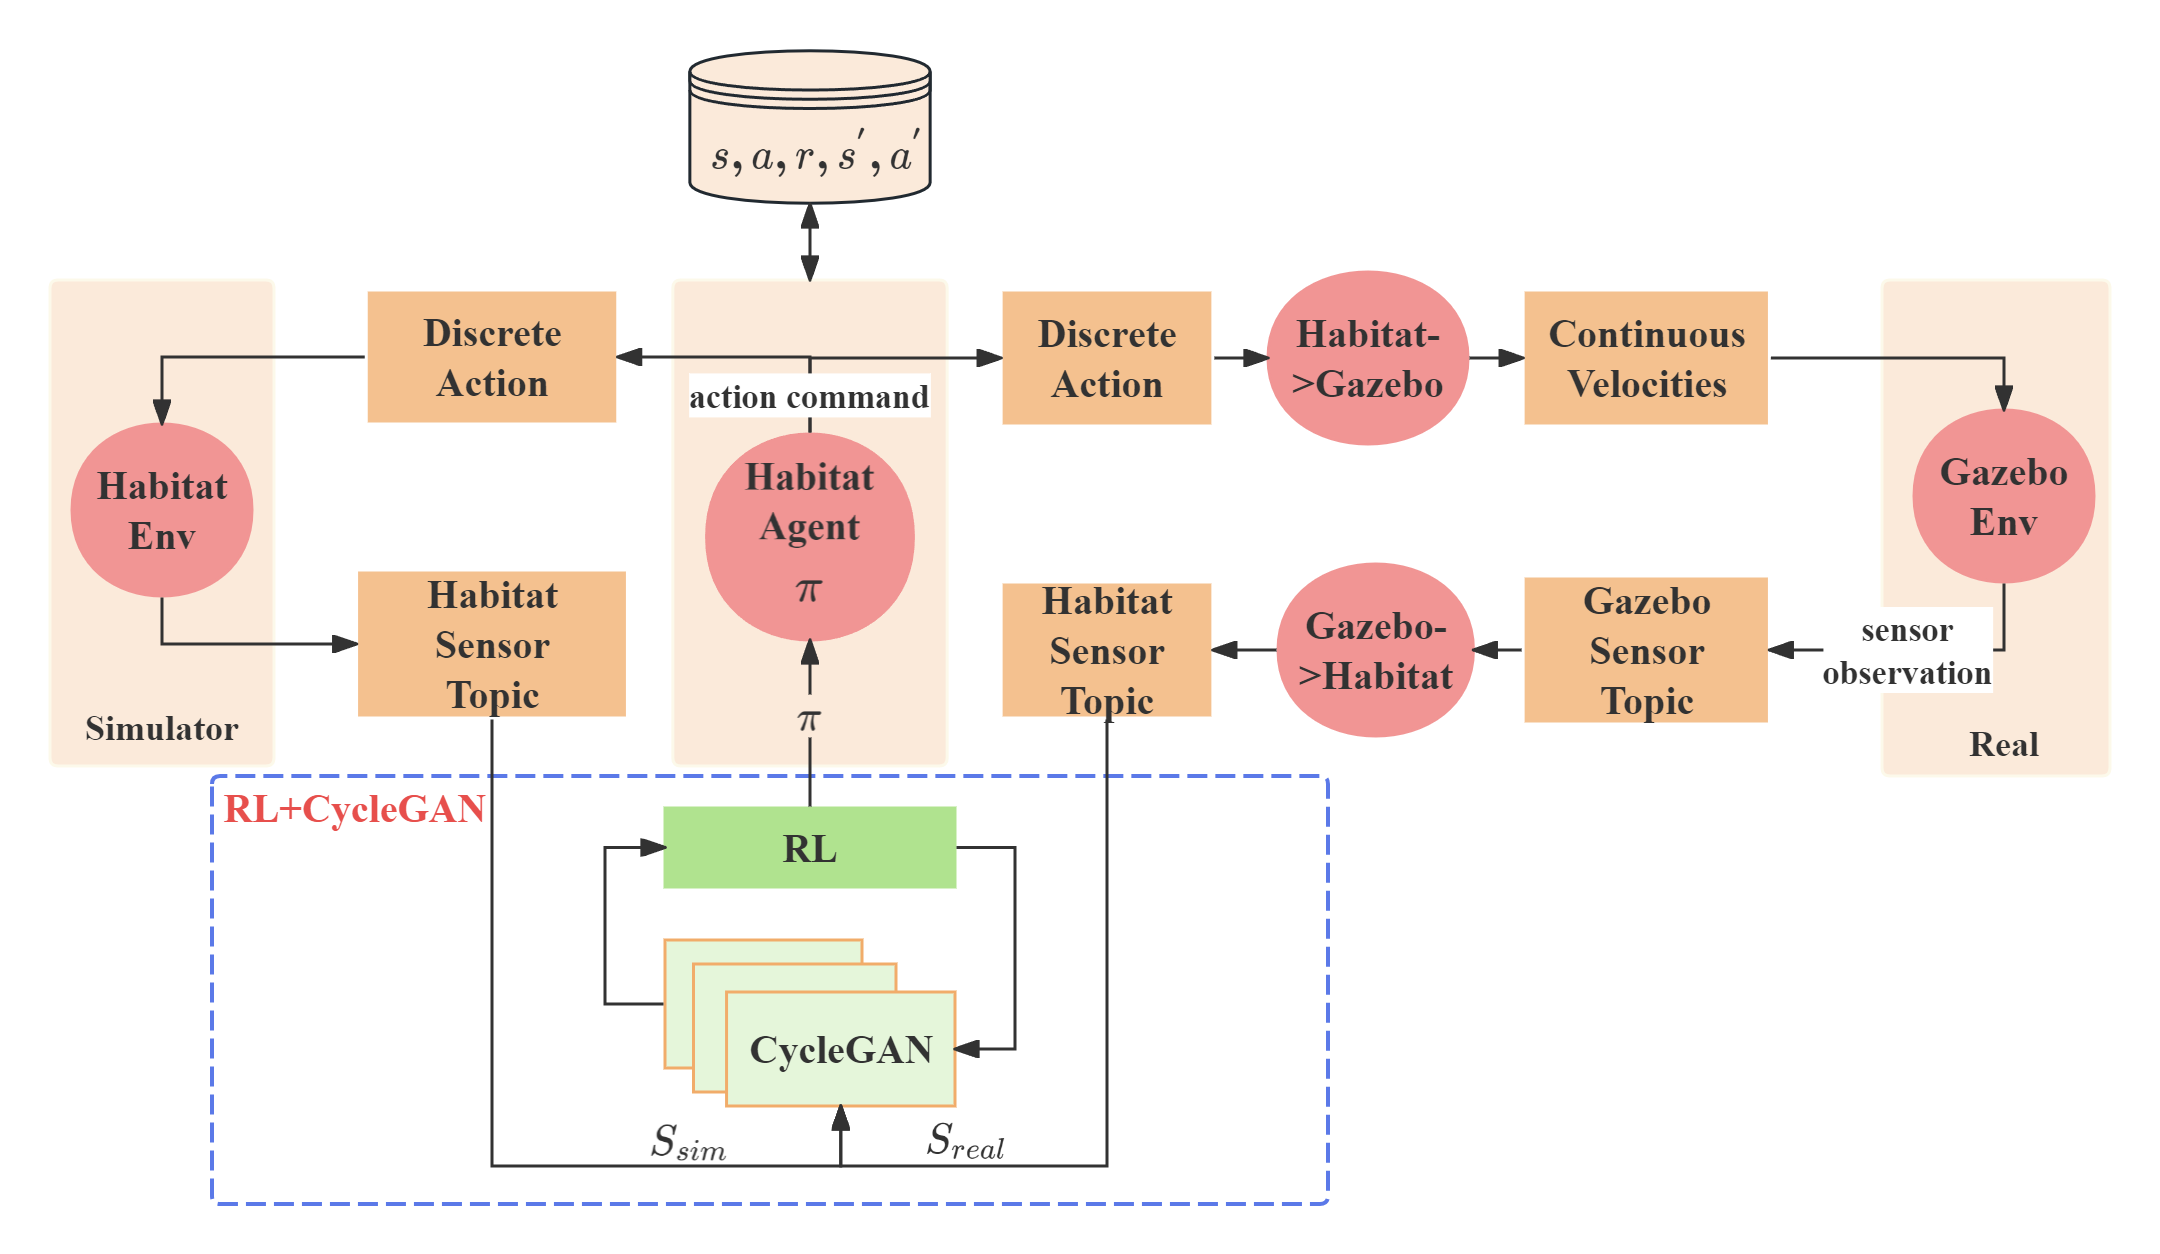 s, a, r, s', a'
Discrete
Action
action command
Discrete
Action
Habitat-
>Gazebo
Continuous
Velocities
Habitat
Env
Habitat
Agent
π
Gazebo
Env
Habitat
Sensor
Topic
Habitat
Sensor
Topic
Gazebo-
>Habitat
Gazebo
Sensor
Topic
sensor
observation
Simulator
π
Real
RL+CycleGAN
RL
CycleGAN
S_{sim}
S_{real}